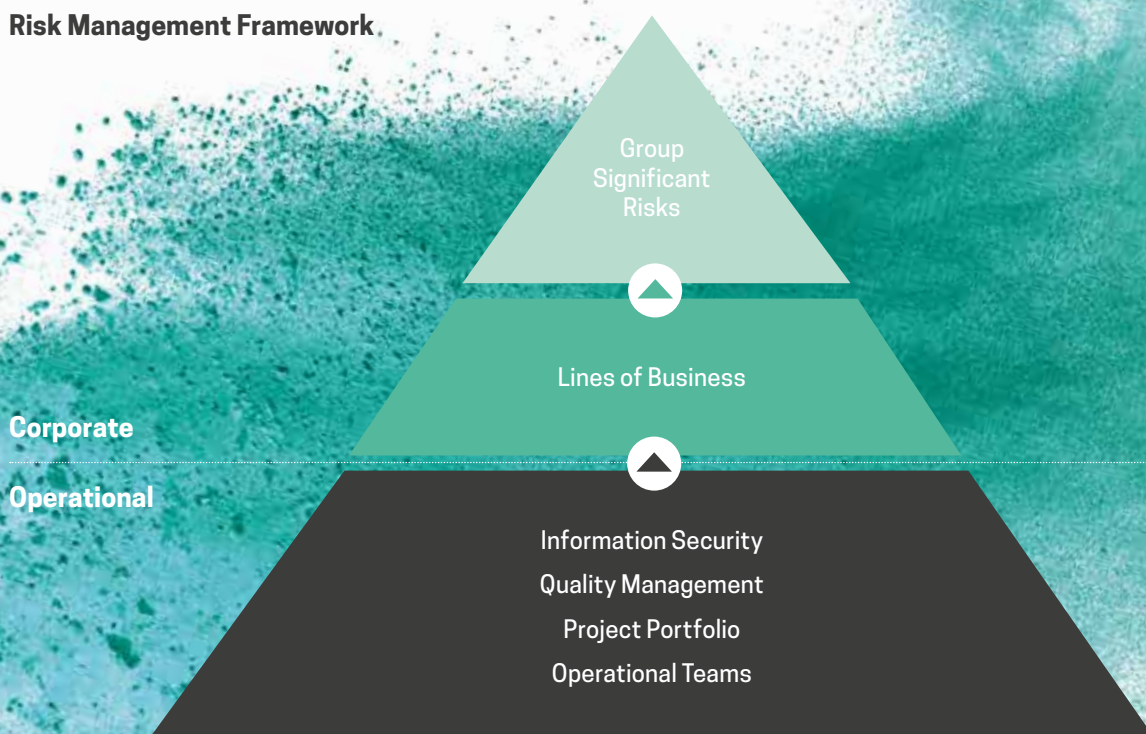 Risk Management Framework
Group
Significant
Risks
Lines of Business
Corporate
Operational
Information Security
Quality Management
Project Portfolio
Operational Teams